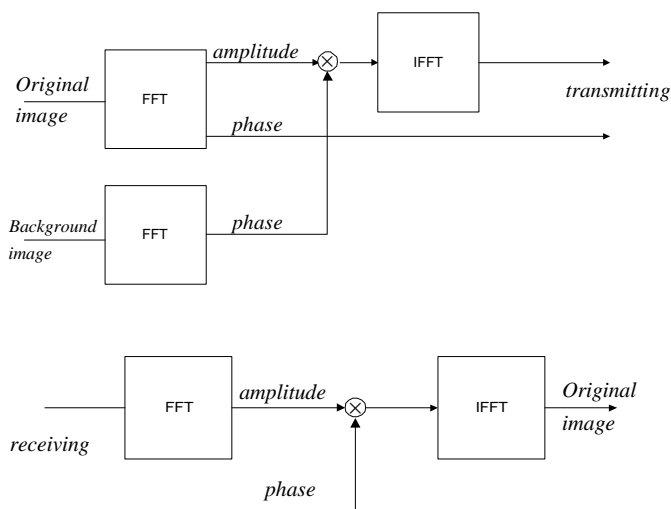 amplitude
IFFT
Original
image
FFT
transmitting
phase
Background
image
FFT
phase
FFT
amplitude
IFFT
Original
image
receiving
phase